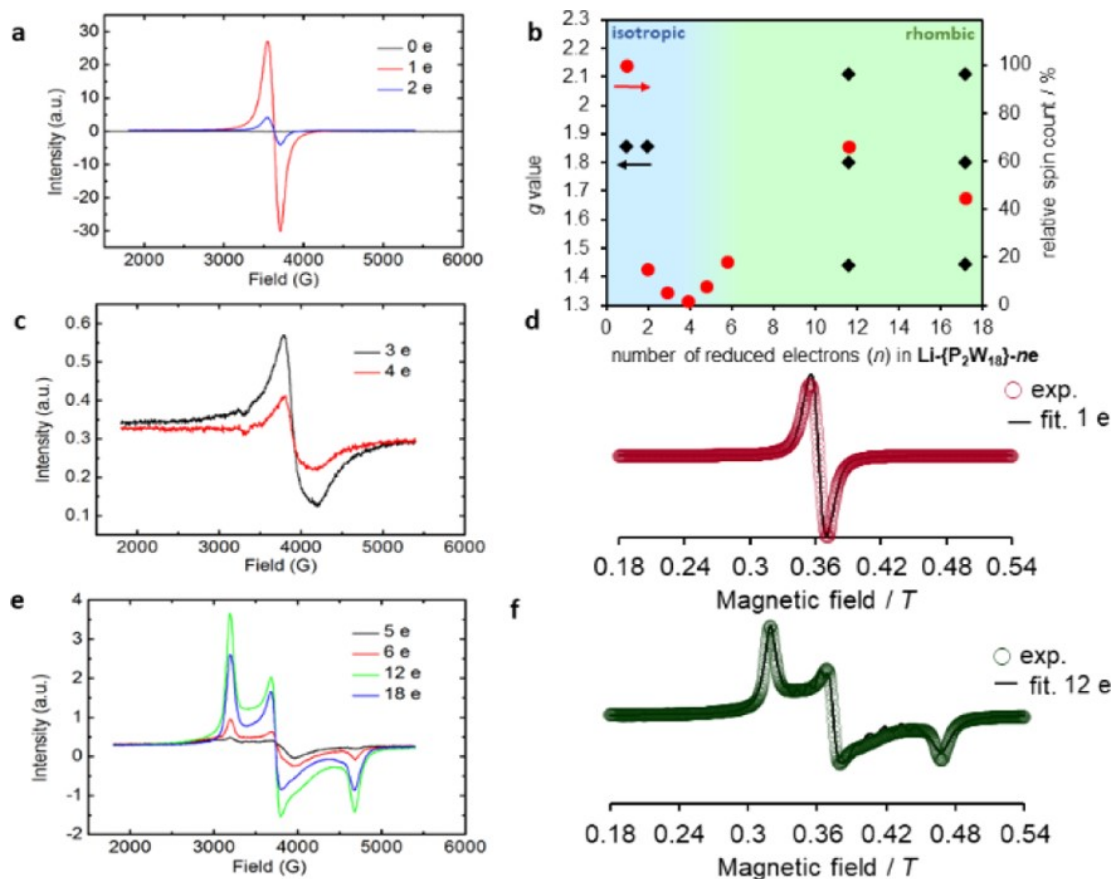 a
30
20
10
0
-10
-20
-30
Intensity (a.u.)
0 e
1 e
2 e
2000 3000 4000 5000 6000
Field (G)
b
2.3
2.2
2.1
2
1.9
1.8
1.7
1.6
1.5
1.4
1.3
g value
isotropic
rhombic
100
80
60
40
20
0
relative spin count / %
0 2 4 6 8 10 12 14 16 18
number of reduced electrons (n) in Li-{P₂W₁₈}-ne
c
0.6
0.5
0.4
0.3
0.2
0.1
Intensity (a.u.)
3 e
4 e
2000 3000 4000 5000 6000
Field (G)
d
exp.
fit. 1 e
0.18 0.24 0.3 0.36 0.42 0.48 0.54
Magnetic field / T
e
4
3
2
1
0
-1
-2
Intensity (a.u.)
5 e
6 e
12 e
18 e
2000 3000 4000 5000 6000
Field (G)
f
exp.
fit. 12 e
0.18 0.24 0.3 0.36 0.42 0.48 0.54
Magnetic field / T